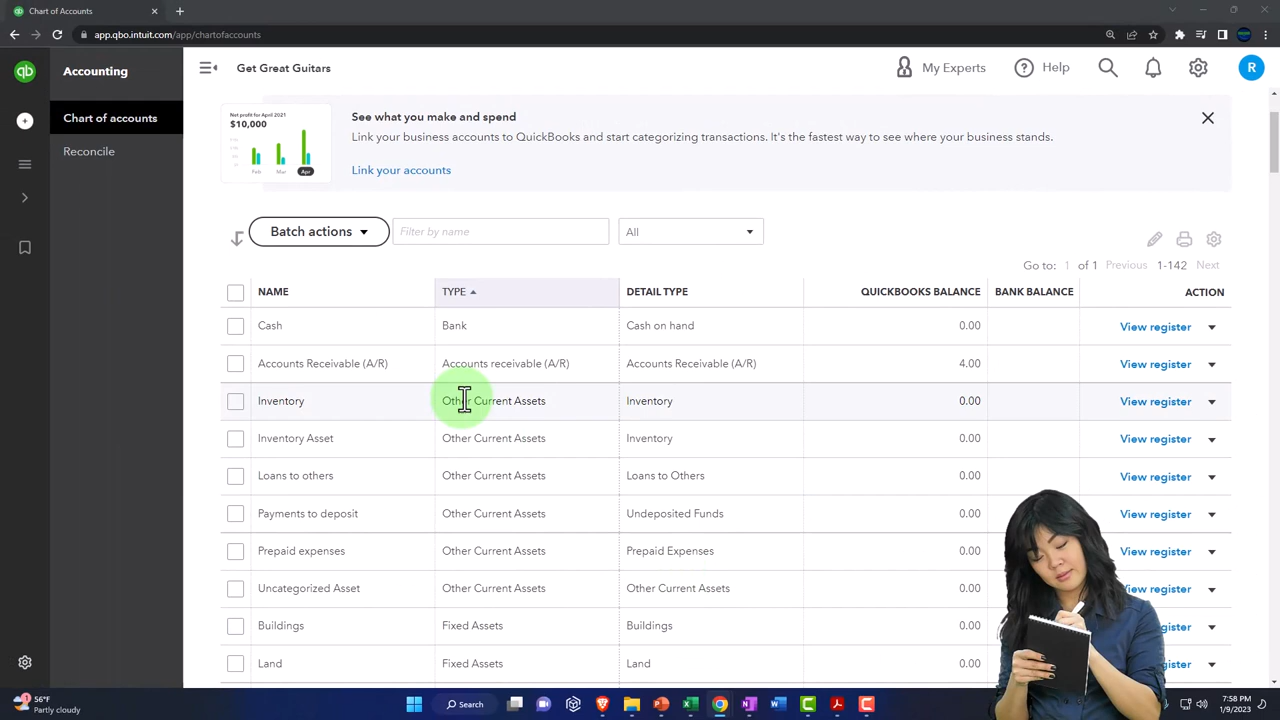 Chart of Accounts
app.qbo.intuit.com/app/chartofaccounts
qb
Accounting
Get Great Guitars
My Experts
Help
R
Chart of accounts
Reconcile
Net profit for April 2021
$10,000
Feb Mar Apr
See what you make and spend
Link your business accounts to QuickBooks and start categorizing transactions. It's the fastest way to see where your business stands.
Link your accounts
Batch actions
Filter by name
All
Go to: 1 of 1 Previous 1-142 Next
NAME TYPE DETAIL TYPE QUICKBOOKS BALANCE BANK BALANCE ACTION
Cash Bank Cash on hand 0.00 View register
Accounts Receivable (A/R) Accounts receivable (A/R) Accounts Receivable (A/R) 4.00 View register
Inventory Other Current Assets Inventory 0.00 View register
Inventory Asset Other Current Assets Inventory 0.00 View register
Loans to others Other Current Assets Loans to Others 0.00 View register
Payments to deposit Other Current Assets Undeposited Funds 0.00 View register
Prepaid expenses Other Current Assets Prepaid Expenses 0.00 View register
Uncategorized Asset Other Current Assets Other Current Assets 0.00 View register
Buildings Fixed Assets Buildings 0.00 register
Land Fixed Assets Land 0.00 register
1
56°F
Partly cloudy
Search
7:58 PM
1/9/2023